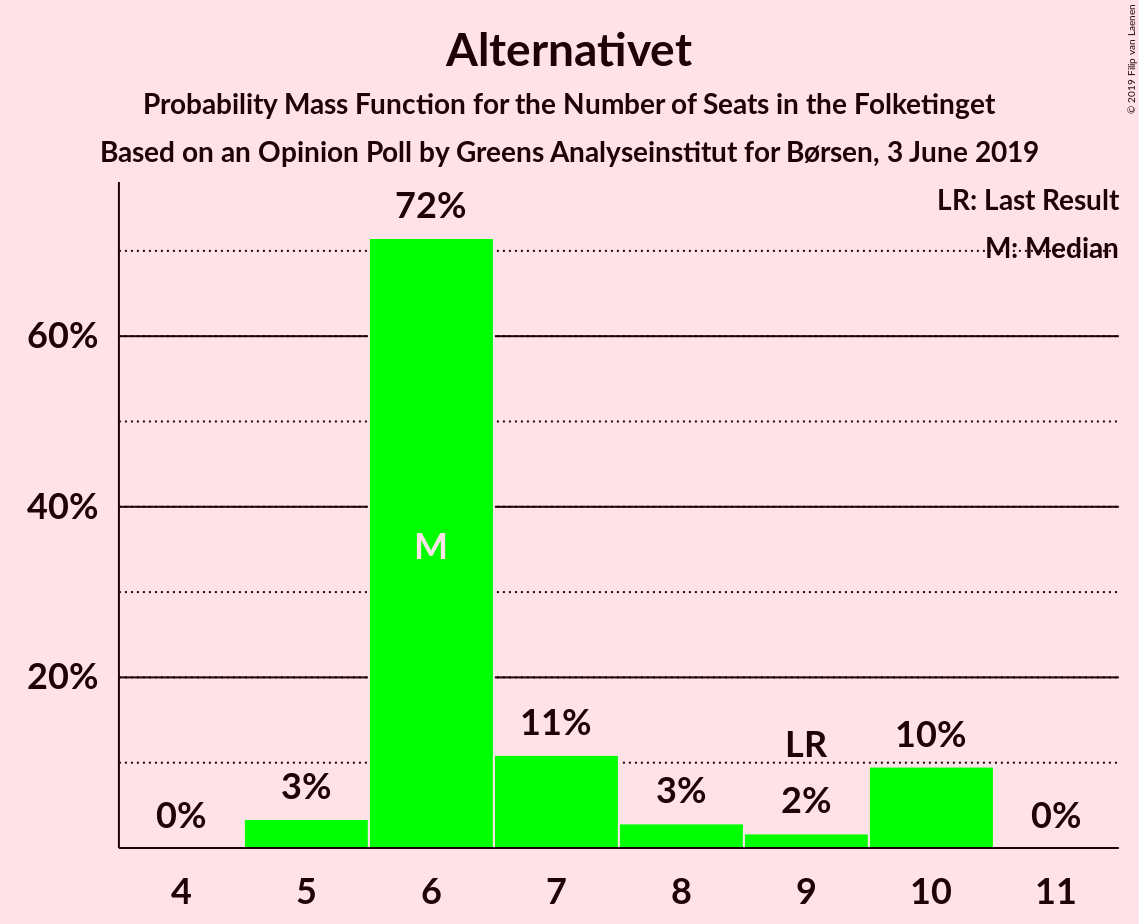 Alternativet
Probability Mass Function for the Number of Seats in the Folketinget
Based on an Opinion Poll by Greens Analyseinstitut for Børsen, 3 June 2019
© 2019 Filip van Laenen
LR: Last Result
M: Median
72%
60%
40%
M
20%
11%
LR
10%
3%
3%
2%
0%
0%
4 5 6 7 8 9 10 11